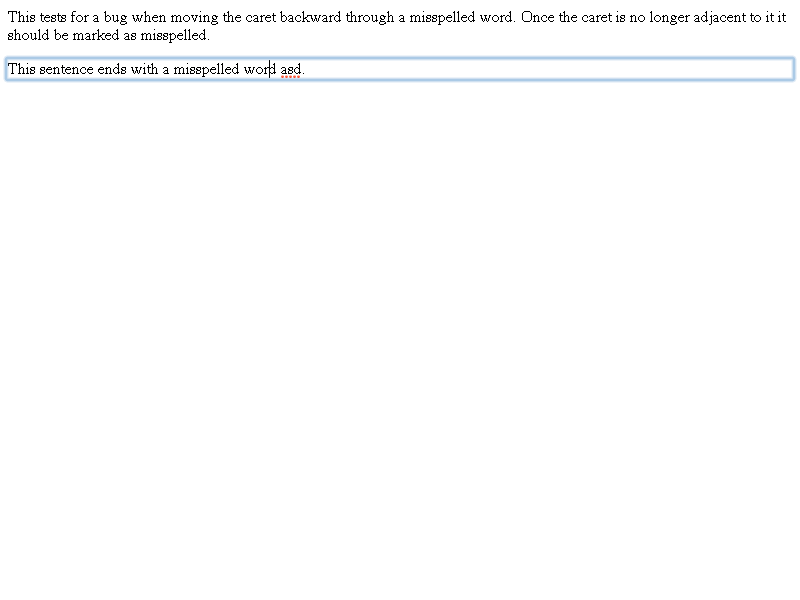 This tests for a bug when moving the caret backward through a misspelled word. Once the caret is no longer adjacent to it it
should be marked as misspelled.
This sentence ends with a misspelled word asd.